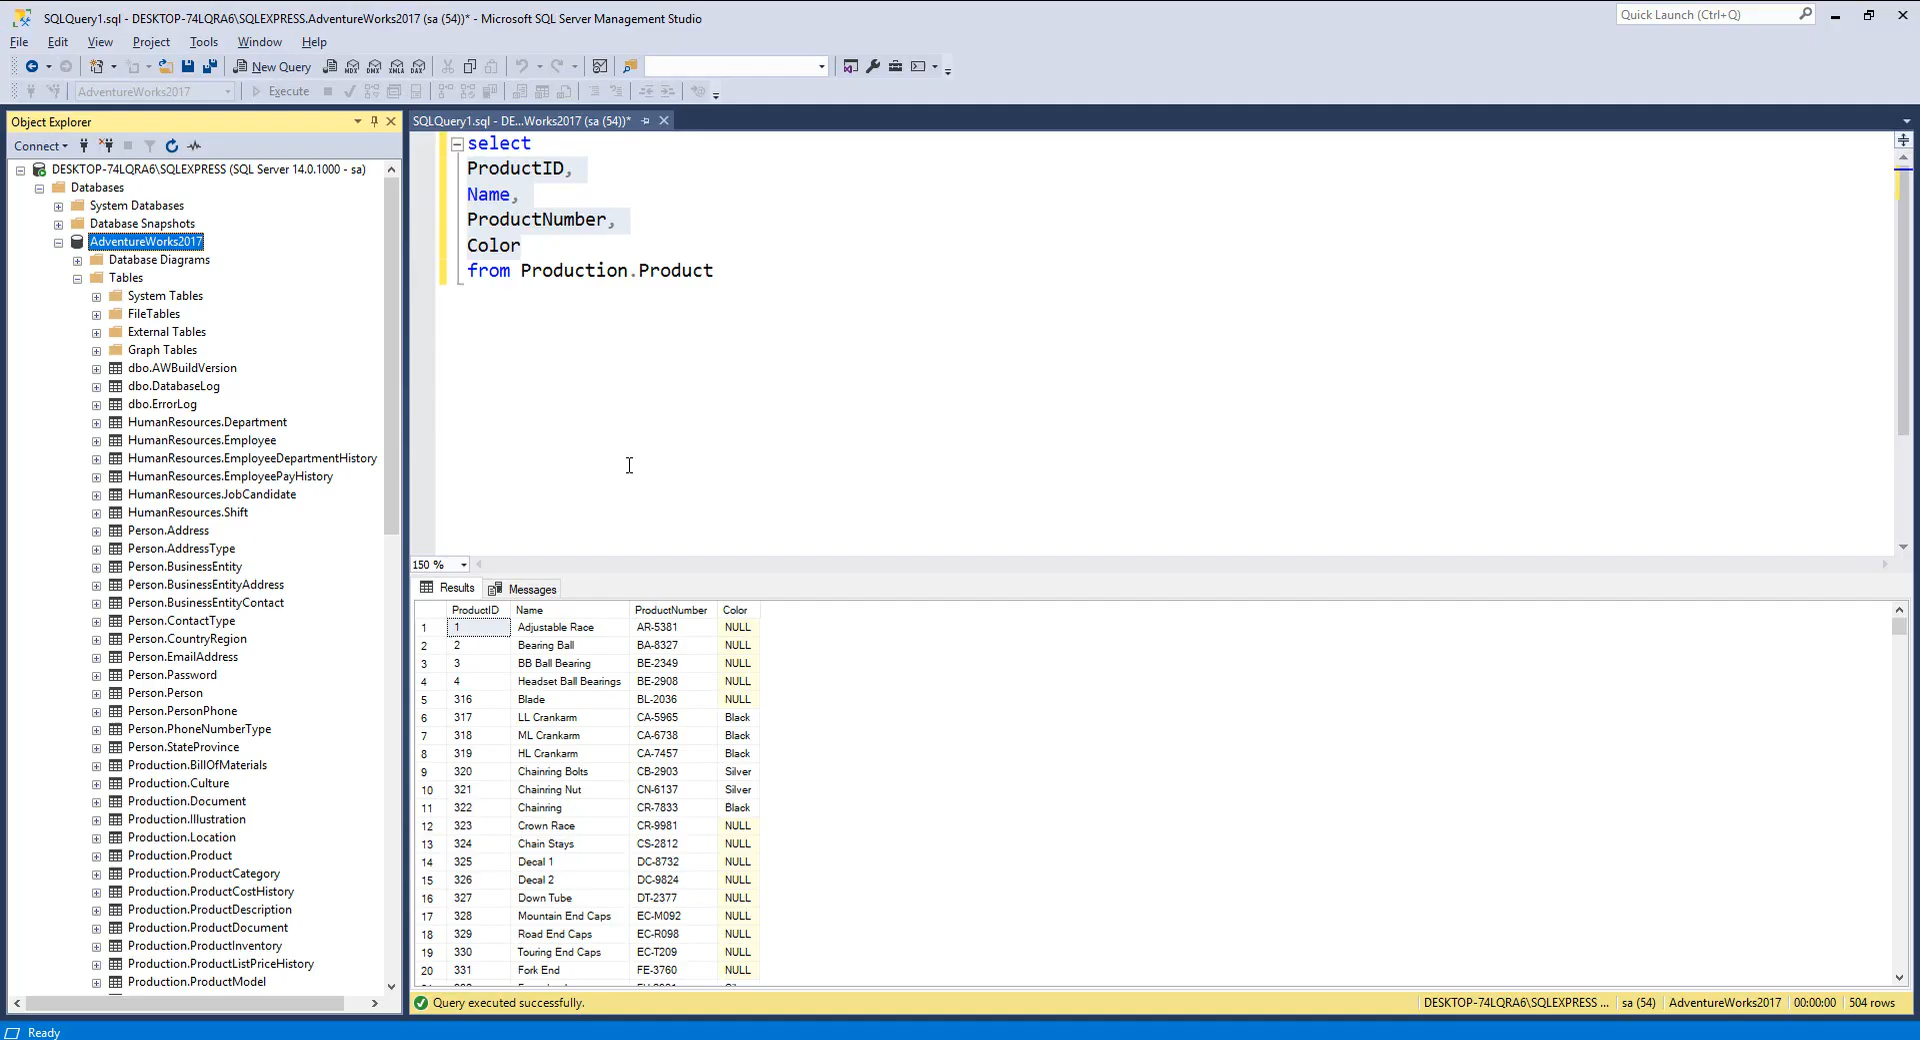 SQLQuery1.sql - DESKTOP-74LQRA6\SQLEXPRESS.AdventureWorks2017 (sa (54))* - Microsoft SQL Server Management Studio
Quick Launch (Ctrl+Q)
File Edit View Project Tools Window Help
New Query
MDX DMX XMLA DAX
AdventureWorks2017 Execute
Object Explorer
SQLQuery1.sql - DE...Works2017 (sa (54))*
Connect
DESKTOP-74LQRA6\SQLEXPRESS (SQL Server 14.0.1000 - sa)
Databases
System Databases
Database Snapshots
AdventureWorks2017
Database Diagrams
Tables
System Tables
FileTables
External Tables
Graph Tables
dbo.AWBuildVersion
dbo.DatabaseLog
dbo.ErrorLog
HumanResources.Department
HumanResources.Employee
HumanResources.EmployeeDepartmentHistory
HumanResources.EmployeePayHistory
HumanResources.JobCandidate
HumanResources.Shift
Person.Address
Person.AddressType
Person.BusinessEntity
Person.BusinessEntityAddress
Person.BusinessEntityContact
Person.ContactType
Person.CountryRegion
Person.EmailAddress
Person.Password
Person.Person
Person.PersonPhone
Person.PhoneNumberType
Person.StateProvince
Production.BillOfMaterials
Production.Culture
Production.Document
Production.Illustration
Production.Location
Production.Product
Production.ProductCategory
Production.ProductCostHistory
Production.ProductDescription
Production.ProductDocument
Production.ProductInventory
Production.ProductListPriceHistory
Production.ProductModel
select
ProductID,
Name,
ProductNumber,
Color
from Production.Product
150 %
Results Messages
ProductID Name ProductNumber Color
1 1 Adjustable Race AR-5381 NULL
2 2 Bearing Ball BA-8327 NULL
3 3 BB Ball Bearing BE-2349 NULL
4 4 Headset Ball Bearings BE-2908 NULL
5 316 Blade BL-2036 NULL
6 317 LL Crankarm CA-5965 Black
7 318 ML Crankarm CA-6738 Black
8 319 HL Crankarm CA-7457 Black
9 320 Chainring Bolts CB-2903 Silver
10 321 Chainring Nut CN-6137 Silver
11 322 Chainring CR-7833 Black
12 323 Crown Race CR-9981 NULL
13 324 Chain Stays CS-2812 NULL
14 325 Decal 1 DC-8732 NULL
15 326 Decal 2 DC-9824 NULL
16 327 Down Tube DT-2377 NULL
17 328 Mountain End Caps EC-M092 NULL
18 329 Road End Caps EC-R098 NULL
19 330 Touring End Caps EC-T209 NULL
20 331 Fork End FE-3760 NULL
Query executed successfully.
DESKTOP-74LQRA6\SQLEXPRESS ... sa (54) AdventureWorks2017 00:00:00 504 rows
Ready